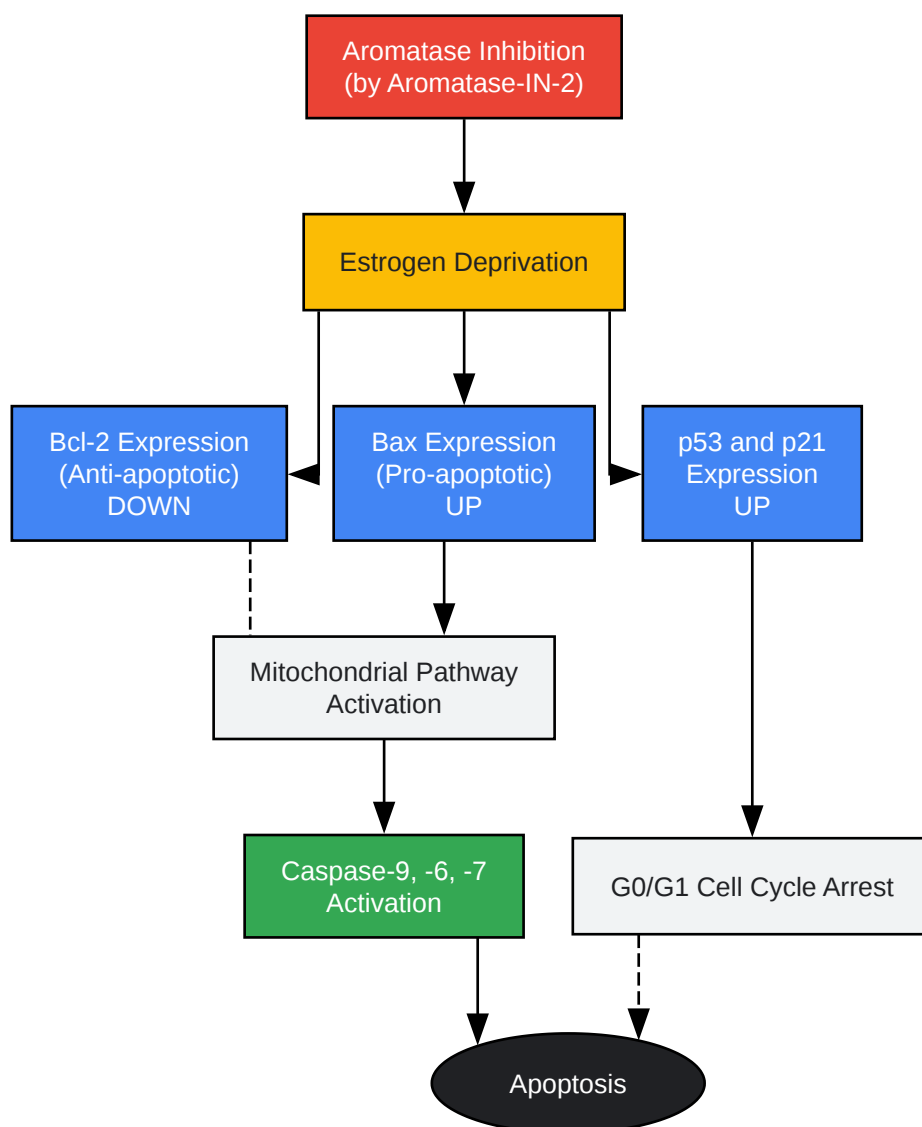 Aromatase Inhibition
(by Aromatase-IN-2)
Estrogen Deprivation
Bcl-2 Expression
(Anti-apoptotic)
DOWN
Bax Expression
(Pro-apoptotic)
UP
p53 and p21
Expression
UP
Mitochondrial Pathway
Activation
Caspase-9, -6, -7
Activation
G0/G1 Cell Cycle Arrest
Apoptosis